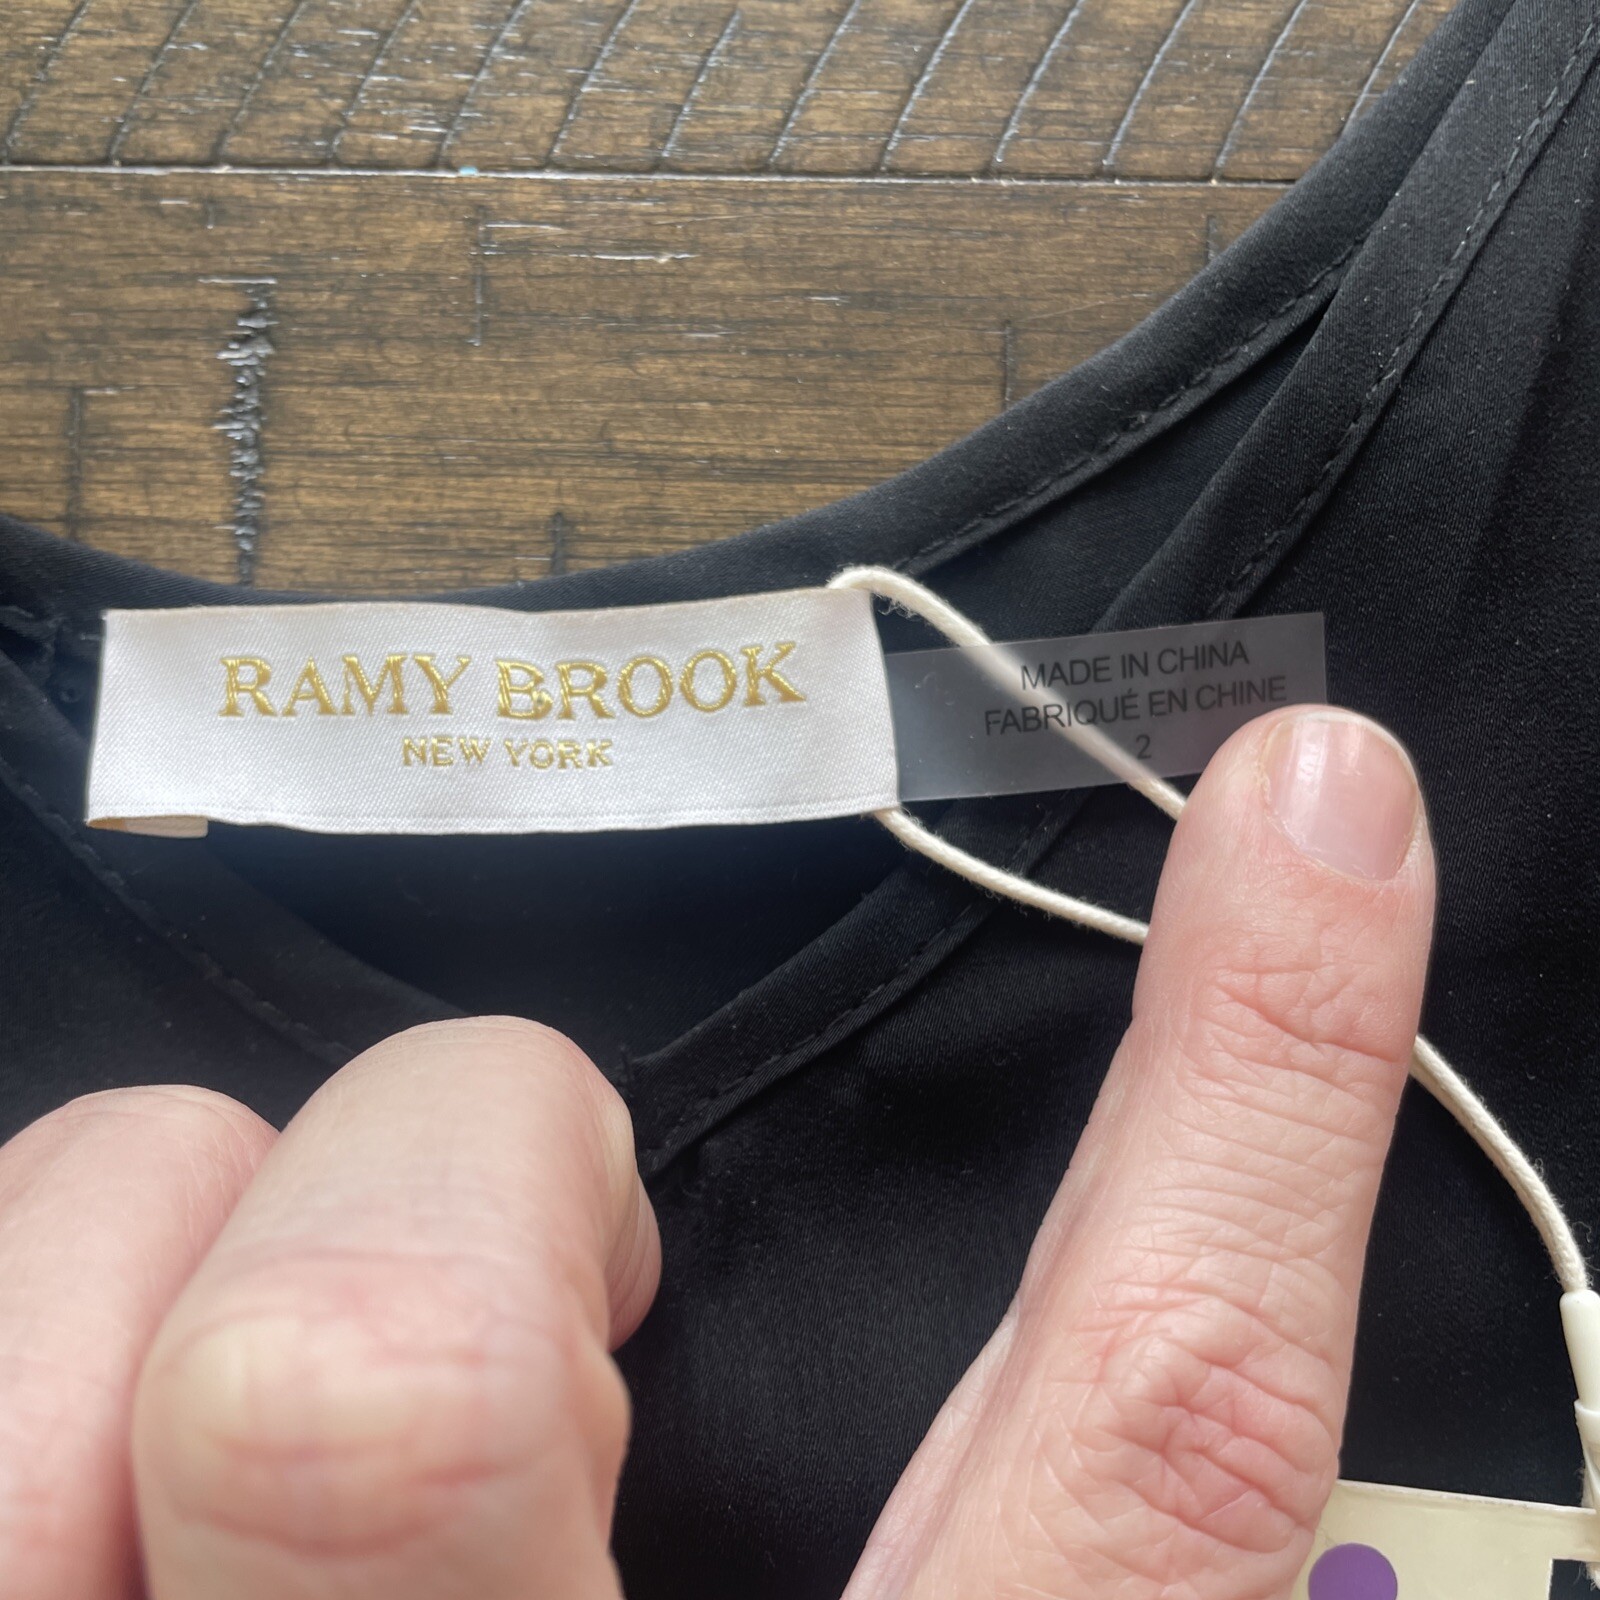 RAMY BROOK
NEW YORK
MADE IN CHINA
FABRIQUÉ EN CHINE
2